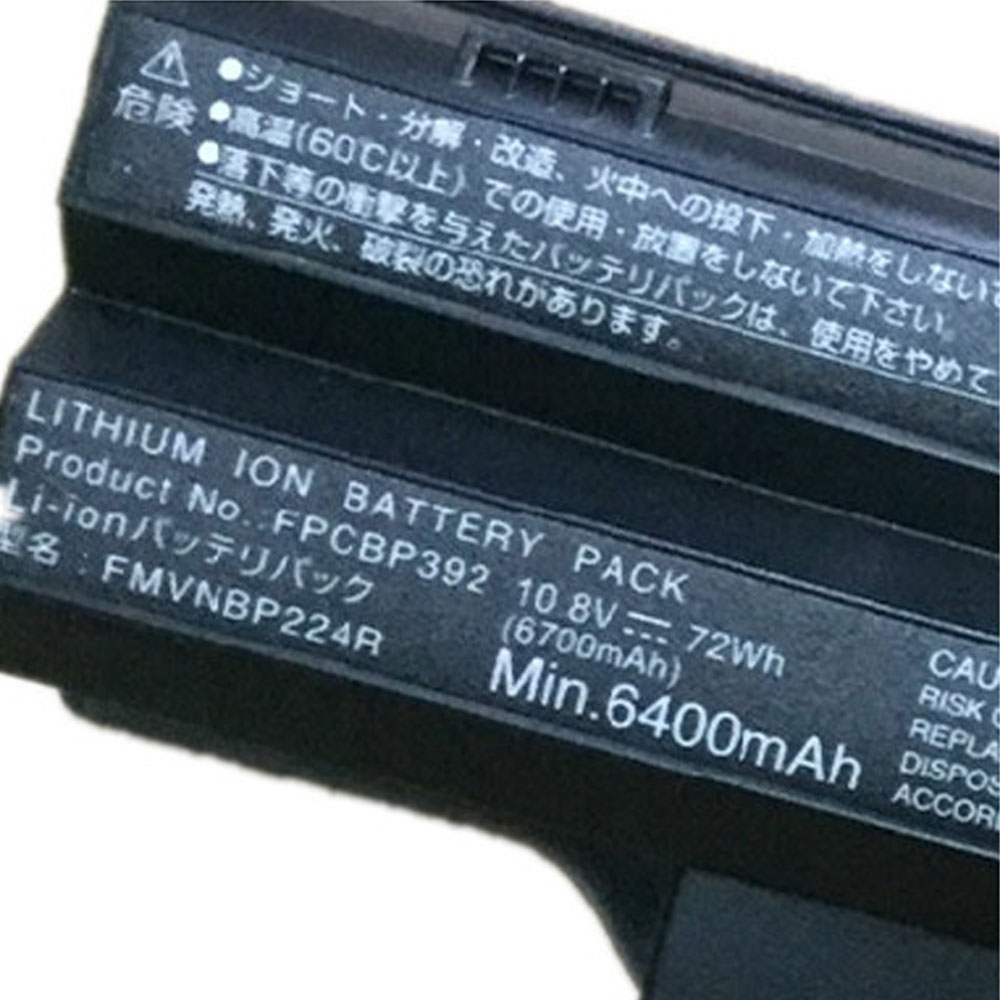 危険
●ショート・分解・改造、火中への投下・加熱をしない
●高温(60℃以上)での使用・放置をしないで下さい。
●落下等の衝撃を与えたバッテリパックは、使用をやめて
発熱、発火、破裂の恐れがあります。
LITHIUM ION BATTERY PACK
Product No.:FPCBP392 10.8V⎓72Wh
Li-ionバッテリパック (6700mAh)
型名:FMVNBP224R Min.6400mAh
CAU
RISK
REPLA
DISPOS
ACCOR